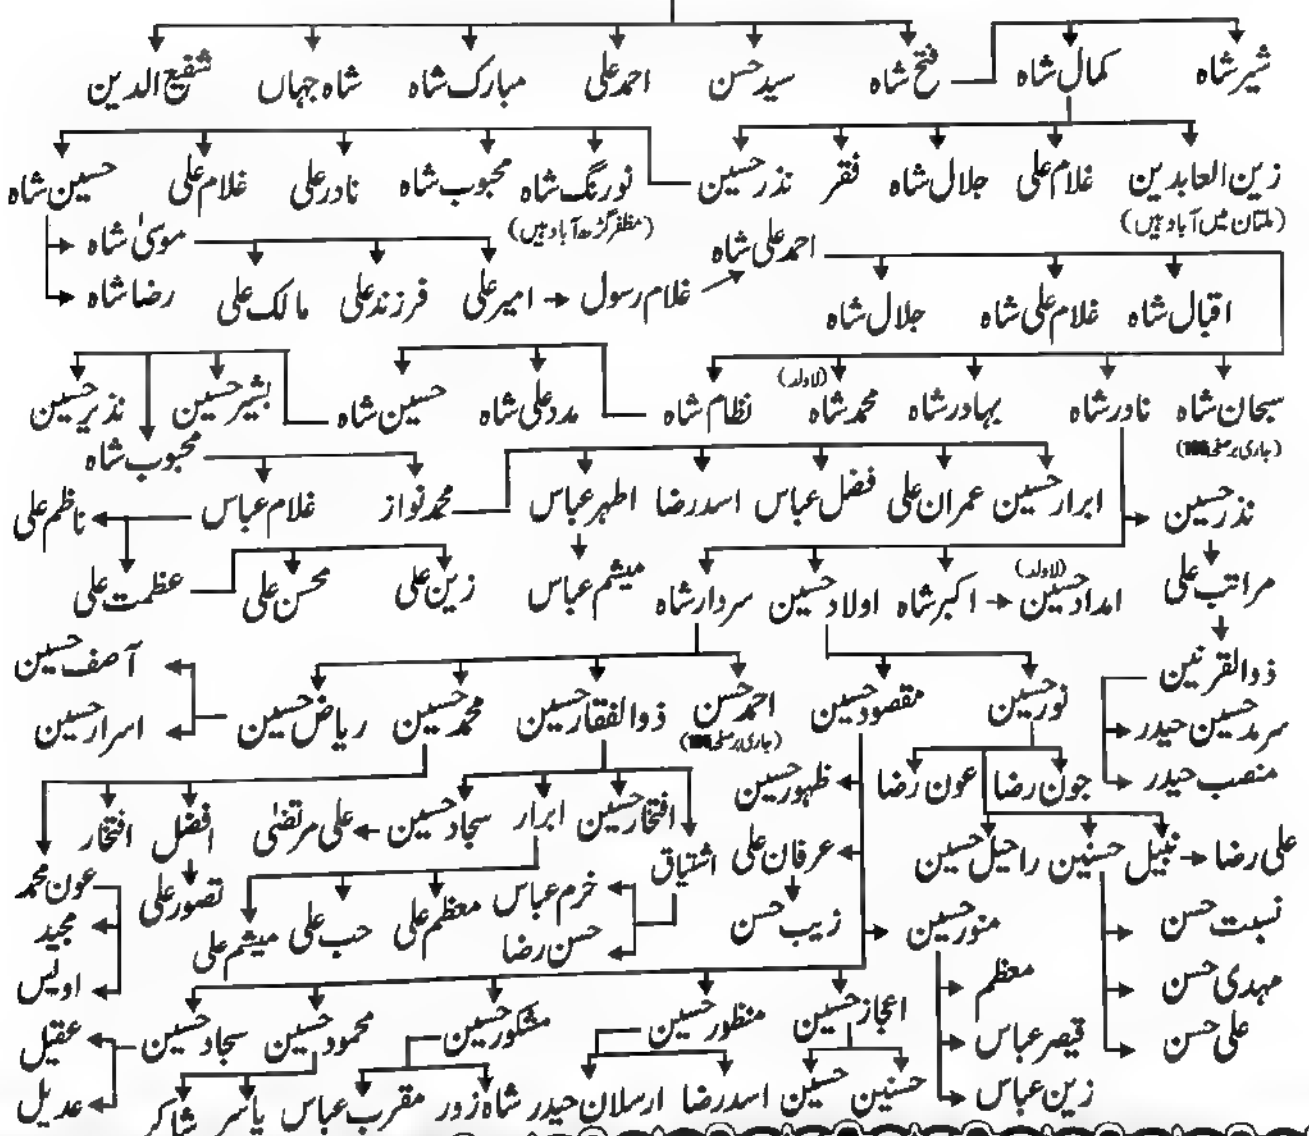 شیر شاہ کمال شاہ فتح شاہ سید حسن احمد علی مبارک شاہ شاہ جہاں شفیع الدین
زین العابدین غلام علی جلال شاہ فقر نذر حسین نورنگ شاہ محبوب شاہ نادر علی غلام علی حسین شاہ
(ملتان میں آباد ہیں) (مظفر گڑھ آباد ہیں)
احمد علی شاہ موسیٰ شاہ
اقبال شاہ غلام علی شاہ جلال شاہ غلام رسول امیر علی فرزند علی مالک علی رضا شاہ
(لاولد)
سبحان شاہ نادر شاہ بہادر شاہ محمد شاہ نظام شاہ مدد علی شاہ حسین شاہ بشیر حسین نذیر حسین
(جاری بر صفحہ) محبوب شاہ
نذر حسین ابرار حسین عمران علی فضل عباس اسد رضا اطہر عباس محمد نواز غلام عباس ناظم علی
(لاولد)
مراتب علی امداد حسین اکبر شاہ اولاد حسین سردار شاہ میثم عباس زین علی محسن علی عظمت علی
ذوالقرنین آصف حسین
سرمد حسین حیدر نور حسین مقصود حسین احمد حسن ذوالفقار حسین محمد حسین ریاض حسین اسرار حسین
(جاری بر صفحہ)
منصب حیدر جون رضا عون رضا ظہور حسین
افتخار حسین ابرار سجاد حسین علی مرتضیٰ افضل افتخار
علی رضا نبیل حسنین راحیل حسین عرفان علی اشتیاق عون محمد
نسبت حسن منور حسین زیب حسن خرم عباس معظم علی حب علی میثم علی تصور علی مجید
حسن رضا
مہدی حسن معظم اویس
علی حسن قیصر عباس اعجاز حسین منظور حسین مشکور حسین محمود حسین سجاد حسین عقیل
زین عباس حسنین حسین اسد رضا ارسلان حیدر شاہ زور مقرب عباس یاسر شاکر عدیل